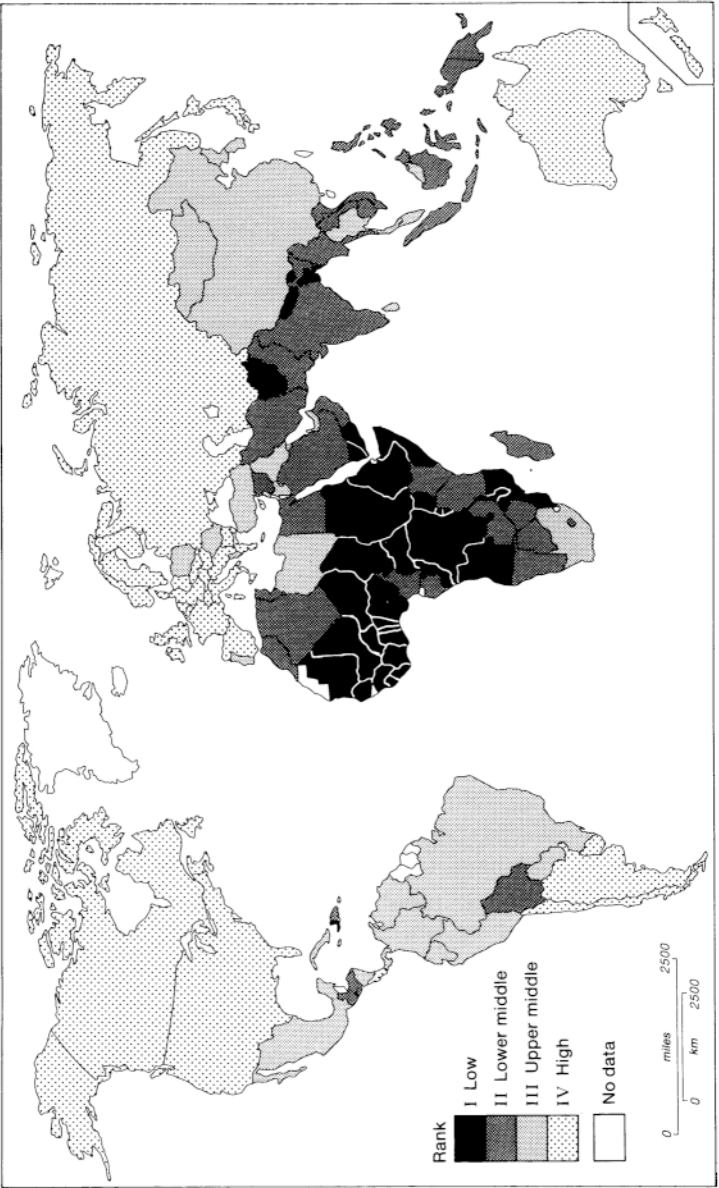 Rank
I Low
II Lower middle
III Upper middle
IV High
No data
miles
0 2500
km
0 2500